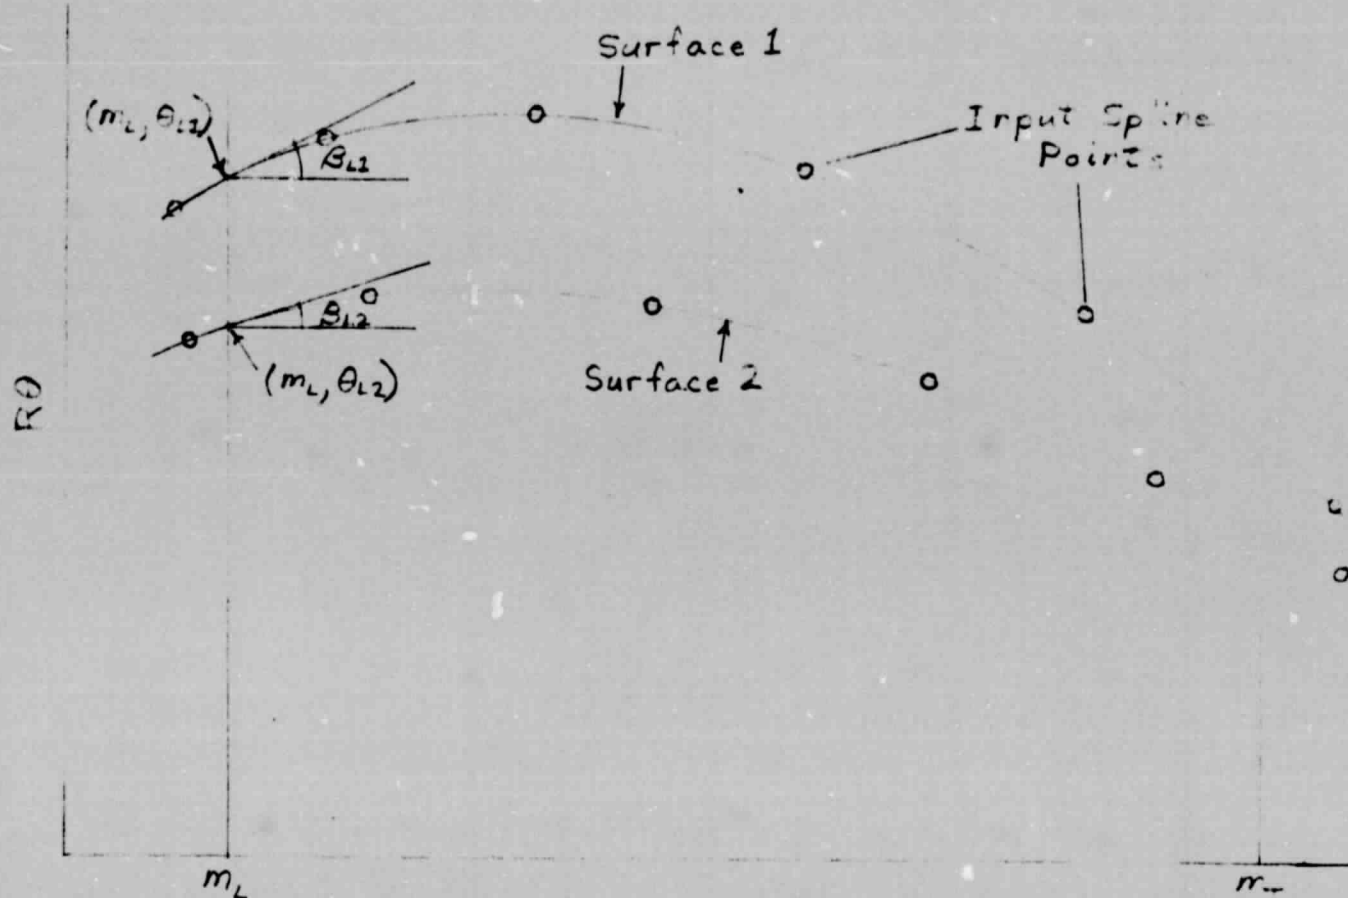 Surface 1
(m_L, θ_L1)
Input Spline
Points
β_L1
β_L2
(m_L, θ_L2)
Surface 2
Rθ
m_L